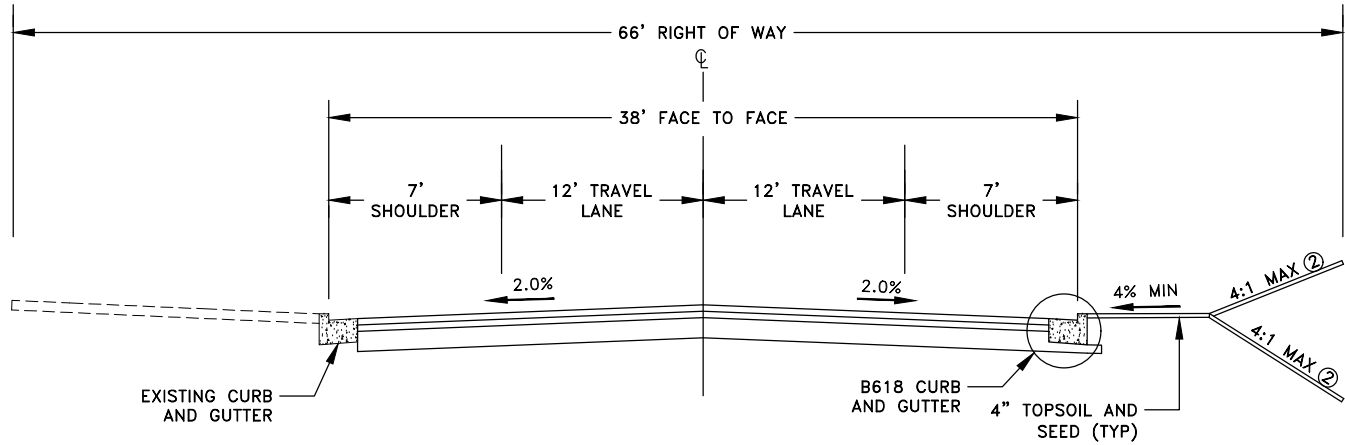 66' RIGHT OF WAY
℄
38' FACE TO FACE
7'
SHOULDER
12' TRAVEL
LANE
12' TRAVEL
LANE
7'
SHOULDER
2.0%
2.0%
4% MIN
4:1 MAX ②
4:1 MAX ②
EXISTING CURB
AND GUTTER
B618 CURB
AND GUTTER
4" TOPSOIL AND
SEED (TYP)